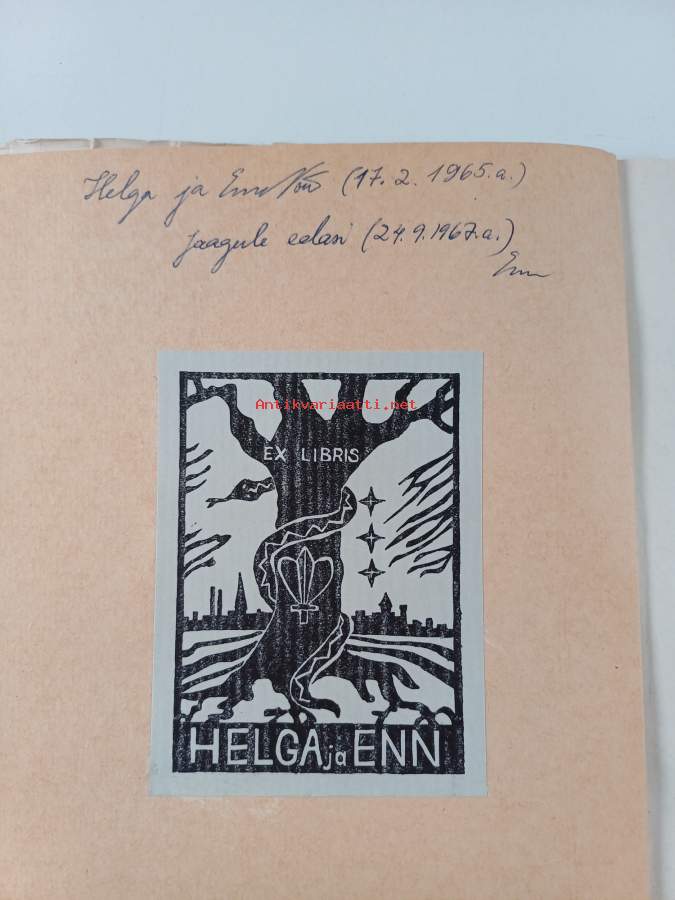 Helga ja Enn Nõu (17. 2. 1965.a.)
Jaagule edasi (24. 9. 1967.a.)
Enn
Antikvariaatti.net
EX LIBRIS
HELGA ja ENN